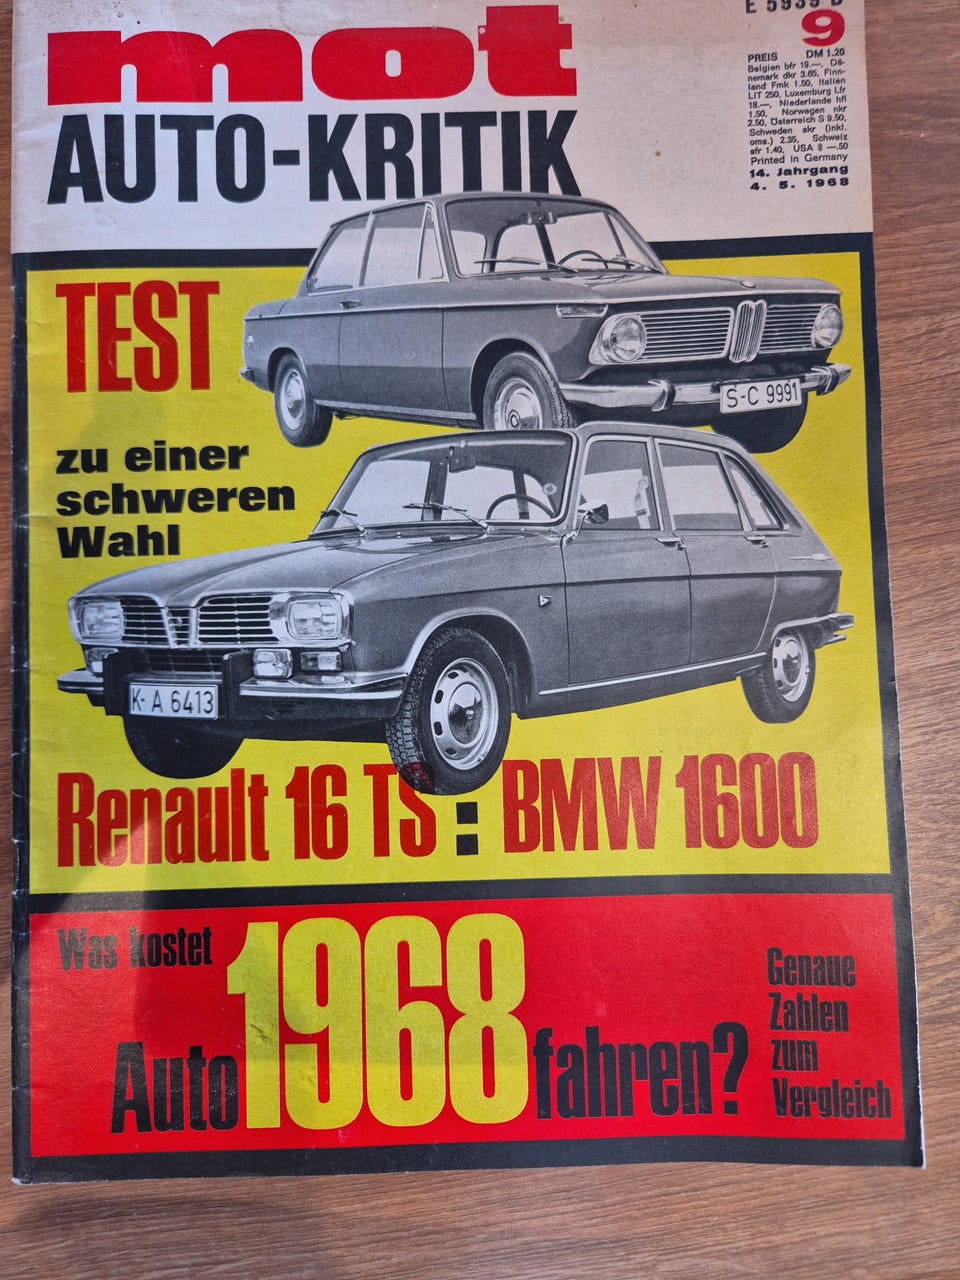 mot
AUTO-KRITIK
E 5939 D
9
PREIS DM 1.20
Belgien bfr 19.—, Dä-
nemark dkr 3.65, Finn-
land Fmk 1.50, Italien
LIT 250, Luxemburg Lfr
18.—, Niederlande hfl
1.50, Norwegen nkr
2.50, Österreich S 9.50,
Schweden skr (inkl.
oms.) 2.35, Schweiz
sfr 1.40, USA $ —.50
Printed in Germany
14. Jahrgang
4. 5. 1968
TEST
S-C 9991
zu einer
schweren
Wahl
K-A 6413
Renault 16 TS : BMW 1600
Was kostet
1968
Auto fahren?
Genaue
Zahlen
zum
Vergleich